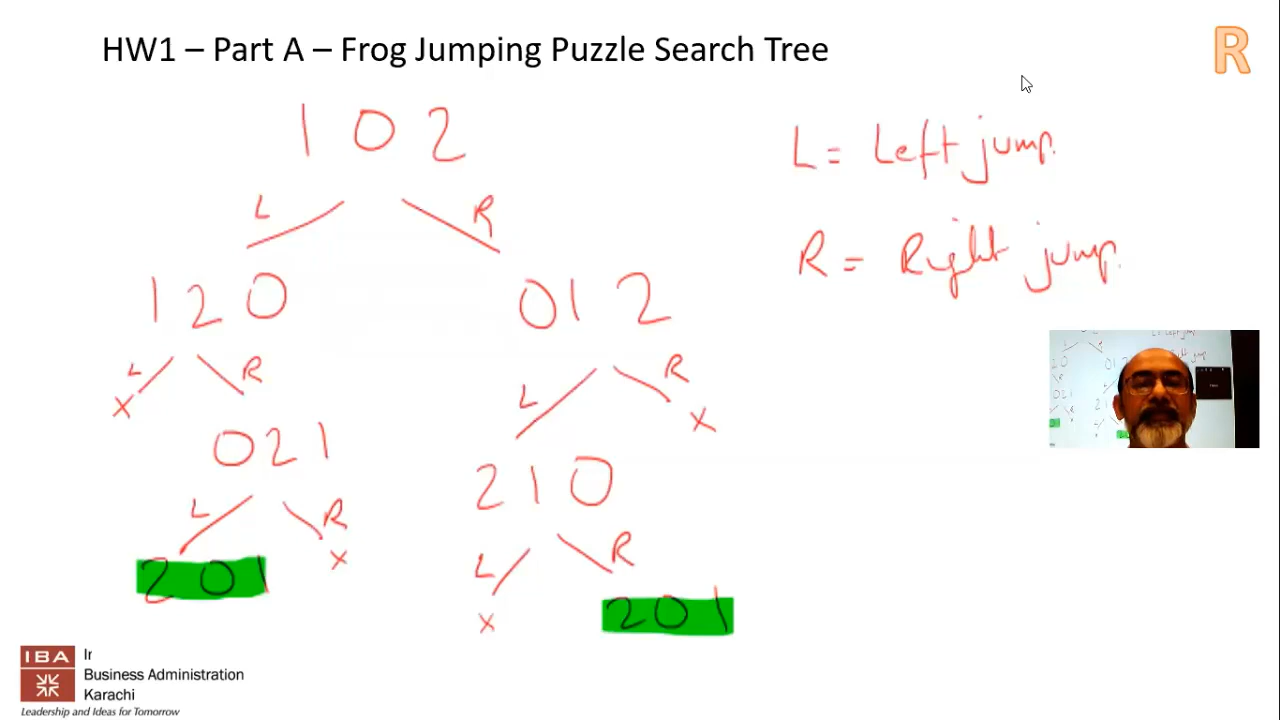 HW1 – Part A – Frog Jumping Puzzle Search Tree
R
1 0 2
L = Left jump.
R = Right jump.
L R
1 2 0
0 1 2
L R
L R
X
X
0 2 1
2 1 0
L R
L R
X
X
2 0 1
2 0 1
IBA
Ir
Business Administration
Karachi
Leadership and Ideas for Tomorrow